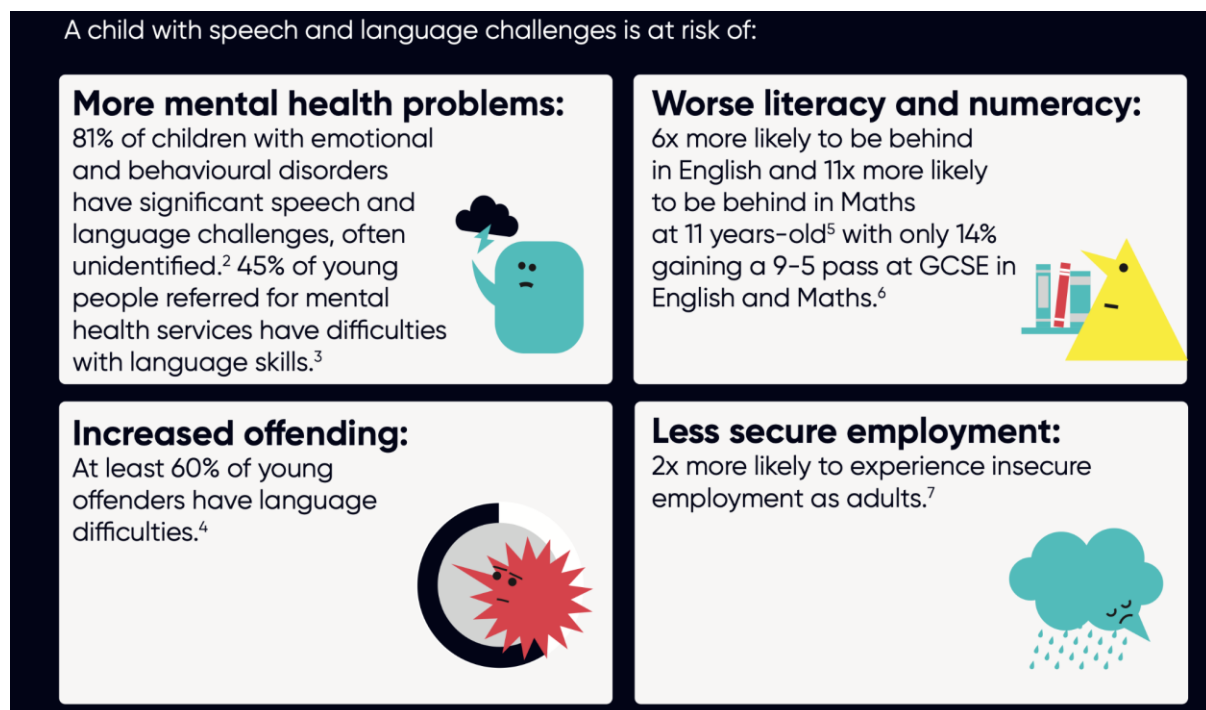 A child with speech and language challenges is at risk of:
More mental health problems:
81% of children with emotional
and behavioural disorders
have significant speech and
language challenges, often
unidentified.² 45% of young
people referred for mental
health services have difficulties
with language skills.³
Worse literacy and numeracy:
6x more likely to be behind
in English and 11x more likely
to be behind in Maths
at 11 years-old⁵ with only 14%
gaining a 9-5 pass at GCSE in
English and Maths.⁶
Increased offending:
At least 60% of young
offenders have language
difficulties.⁴
Less secure employment:
2x more likely to experience insecure
employment as adults.⁷